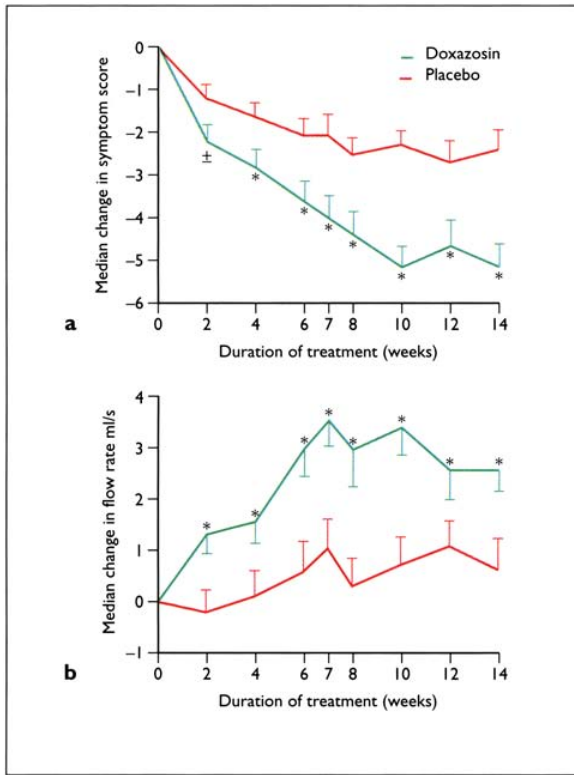 0
−1
−2
−3
−4
−5
−6
Median change in symptom score
Doxazosin
Placebo
±
*
*
*
*
*
*
*
0 2 4 6 7 8 10 12 14
a
Duration of treatment (weeks)
4
3
2
1
0
−1
Median change in flow rate ml/s
*
*
*
*
*
*
*
*
0 2 4 6 7 8 10 12 14
b
Duration of treatment (weeks)